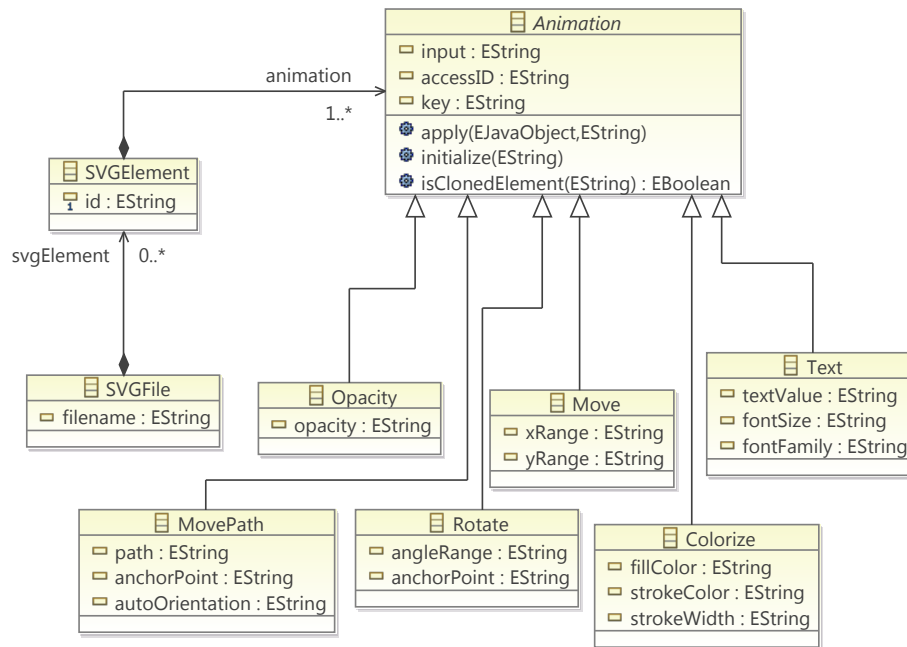 Animation
input : EString
accessID : EString
key : EString
apply(EJavaObject,EString)
initialize(EString)
isClonedElement(EString) : EBoolean
animation
1..*
SVGElement
1
id : EString
svgElement
0..*
SVGFile
filename : EString
Opacity
opacity : EString
Move
xRange : EString
yRange : EString
Text
textValue : EString
fontSize : EString
fontFamily : EString
MovePath
path : EString
anchorPoint : EString
autoOrientation : EString
Rotate
angleRange : EString
anchorPoint : EString
Colorize
fillColor : EString
strokeColor : EString
strokeWidth : EString